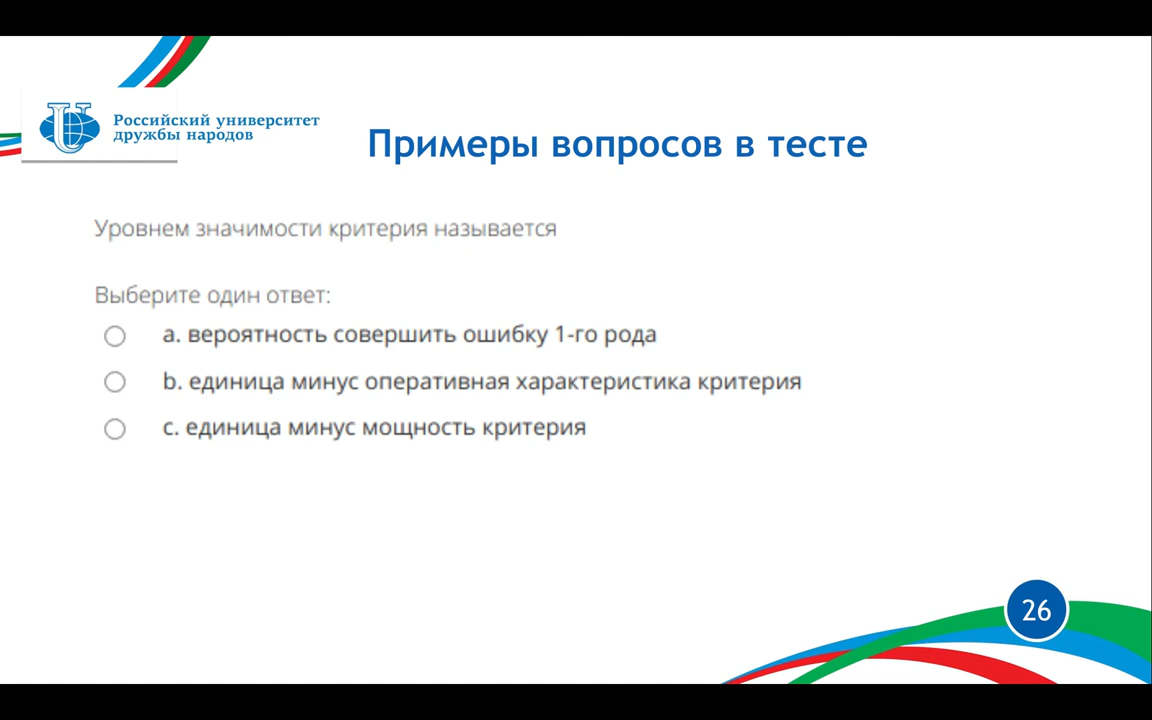 Российский университет
дружбы народов
Примеры вопросов в тесте
Уровнем значимости критерия называется
Выберите один ответ:
a. вероятность совершить ошибку 1-го рода
b. единица минус оперативная характеристика критерия
c. единица минус мощность критерия
26